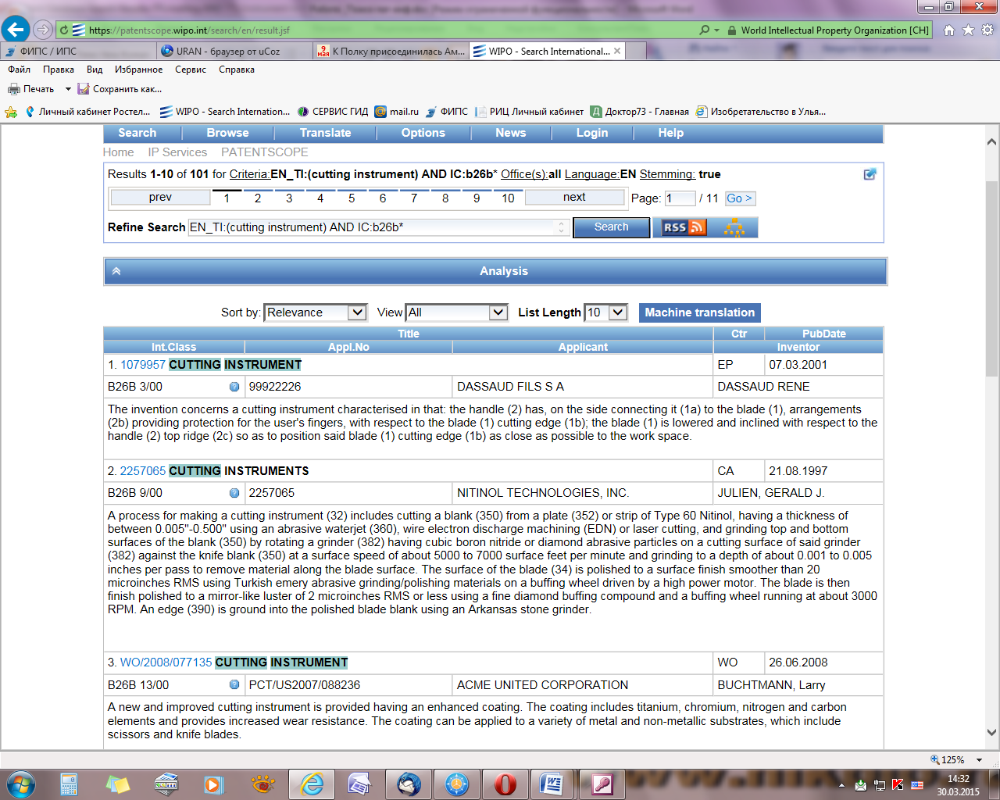 https://patentscope.wipo.int/search/en/result.jsf
World Intellectual Property Organization [CH]
ФИПС / ИПС
URAN - браузер от uCoz
9 мая К Полку присоединилась Ам...
WIPO - Search International...
Файл Правка Вид Избранное Сервис Справка
Печать Сохранить как...
Личный кабинет Ростел... WIPO - Search Internation... СЕРВИС ГИД mail.ru ФИПС РИЦ Личный кабинет Доктор73 - Главная Изобретательство в Улья...
Search Browse Translate Options News Login Help
Home IP Services PATENTSCOPE
Results 1-10 of 101 for Criteria:EN_TI:(cutting instrument) AND IC:b26b* Office(s):all Language:EN Stemming: true
prev 1 2 3 4 5 6 7 8 9 10 next Page: 1 / 11 Go >
Refine Search EN_TI:(cutting instrument) AND IC:b26b* Search RSS
Analysis
Sort by: Relevance View All List Length 10 Machine translation
Title Ctr PubDate
Int.Class Appl.No Applicant Inventor
1. 1079957 CUTTING INSTRUMENT EP 07.03.2001
B26B 3/00 99922226 DASSAUD FILS S A DASSAUD RENE
The invention concerns a cutting instrument characterised in that: the handle (2) has, on the side connecting it (1a) to the blade (1), arrangements
(2b) providing protection for the user's fingers, with respect to the blade (1) cutting edge (1b); the blade (1) is lowered and inclined with respect to the
handle (2) top ridge (2c) so as to position said blade (1) cutting edge (1b) as close as possible to the work space.
2. 2257065 CUTTING INSTRUMENTS CA 21.08.1997
B26B 9/00 2257065 NITINOL TECHNOLOGIES, INC. JULIEN, GERALD J.
A process for making a cutting instrument (32) includes cutting a blank (350) from a plate (352) or strip of Type 60 Nitinol, having a thickness of
between 0.005"-0.500" using an abrasive waterjet (360), wire electron discharge machining (EDN) or laser cutting, and grinding top and bottom
surfaces of the blank (350) by rotating a grinder (382) having cubic boron nitride or diamond abrasive particles on a cutting surface of said grinder
(382) against the knife blank (350) at a surface speed of about 5000 to 7000 surface feet per minute and grinding to a depth of about 0.001 to 0.005
inches per pass to remove material along the blade surface. The surface of the blade (34) is polished to a surface finish smoother than 20
microinches RMS using Turkish emery abrasive grinding/polishing materials on a buffing wheel driven by a high power motor. The blade is then
finish polished to a mirror-like luster of 2 microinches RMS or less using a fine diamond buffing compound and a buffing wheel running at about 3000
RPM. An edge (390) is ground into the polished blade blank using an Arkansas stone grinder.
3. WO/2008/077135 CUTTING INSTRUMENT WO 26.06.2008
B26B 13/00 PCT/US2007/088236 ACME UNITED CORPORATION BUCHTMANN, Larry
A new and improved cutting instrument is provided having an enhanced coating. The coating includes titanium, chromium, nitrogen and carbon
elements and provides increased wear resistance. The coating can be applied to a variety of metal and non-metallic substrates, which include
scissors and knife blades.
125%
14:32
30.03.2015